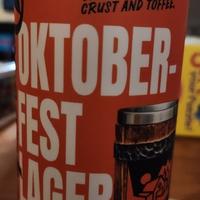 CRUST AND TOFFEE.
OKTOBER-
FEST
LAGER